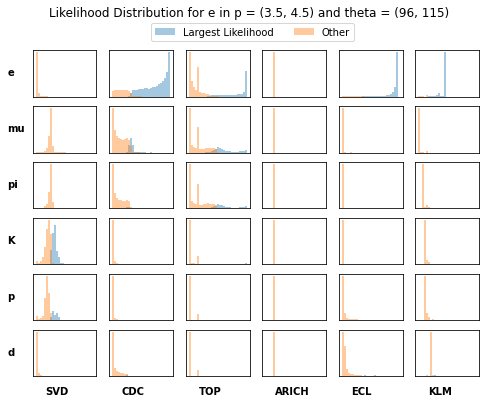 Likelihood Distribution for e in p = (3.5, 4.5) and theta = (96, 115)
Largest Likelihood Other
e
mu
pi
K
p
d
SVD CDC TOP ARICH ECL KLM